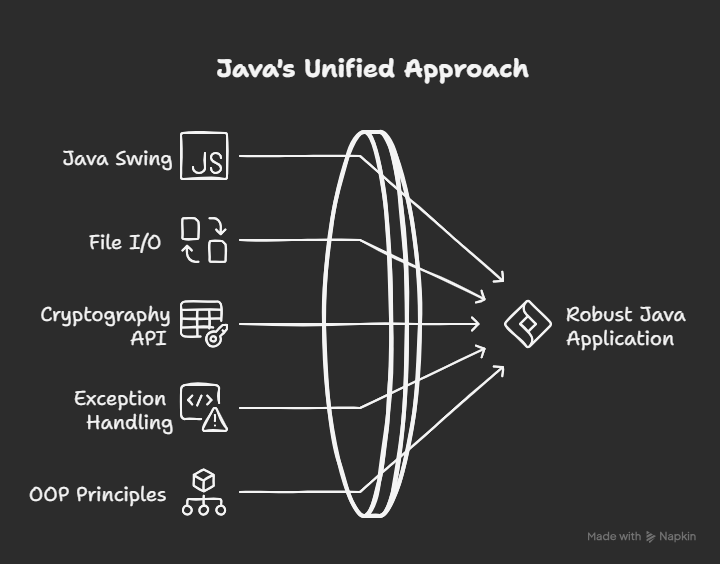 Java's Unified Approach
Java Swing
JS
File I/O
Cryptography
API
Exception
Handling
</>
!
OOP Principles
Robust Java
Application
Made with Napkin